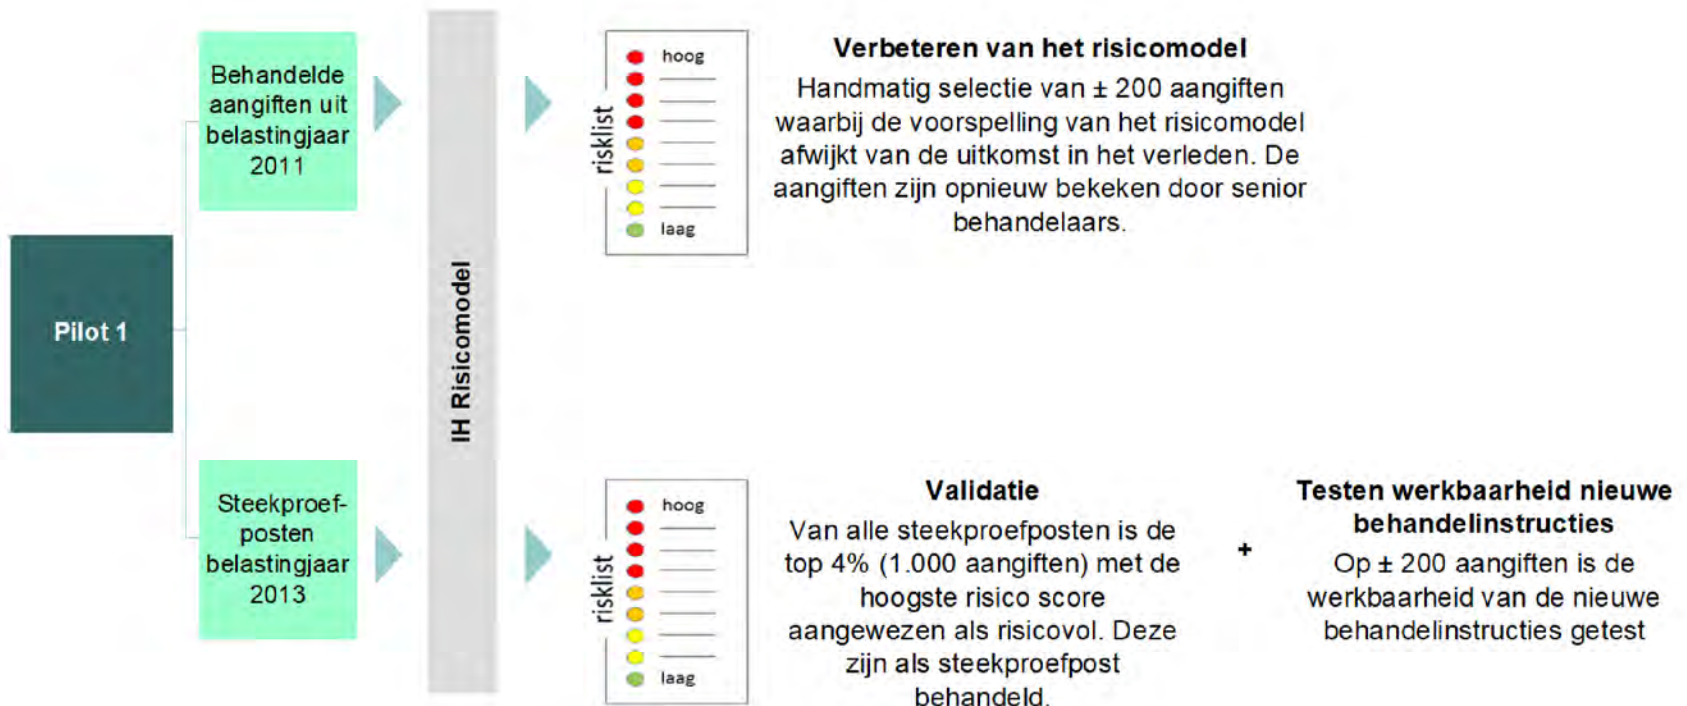 Pilot 1
Behandelde
aangiften uit
belastingjaar
2011
IH Risicomodel
risklist
hoog
laag
Verbeteren van het risicomodel
Handmatig selectie van ± 200 aangiften
waarbij de voorspelling van het risicomodel
afwijkt van de uitkomst in het verleden. De
aangiften zijn opnieuw bekeken door senior
behandelaars.
Steekproef-
posten
belastingjaar
2013
risklist
hoog
laag
Validatie
Van alle steekproefposten is de
top 4% (1.000 aangiften) met de
hoogste risico score
aangewezen als risicovol. Deze
zijn als steekproefpost
behandeld.
+
Testen werkbaarheid nieuwe
behandelinstructies
Op ± 200 aangiften is de
werkbaarheid van de nieuwe
behandelinstructies getest